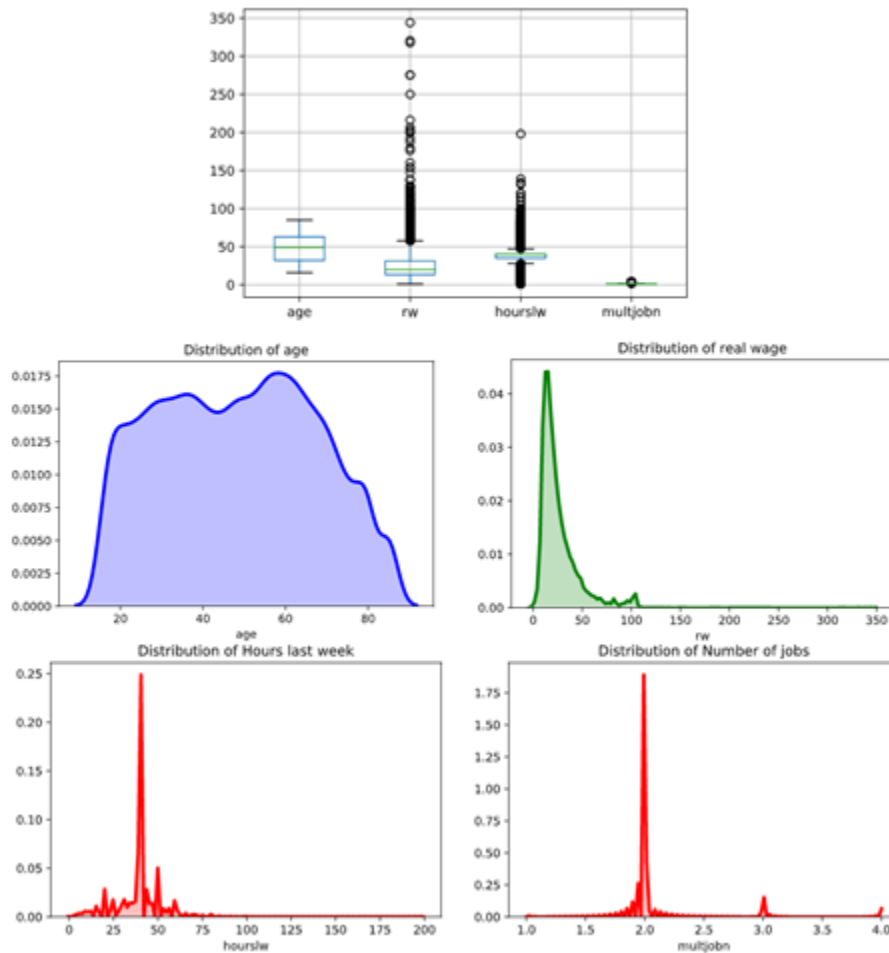 350
300
250
200
150
100
50
0
age rw hourslw multjobn
Distribution of age
0.0175
0.0150
0.0125
0.0100
0.0075
0.0050
0.0025
0.0000
20 40 60 80
age
Distribution of real wage
0.04
0.03
0.02
0.01
0.00
0 50 100 150 200 250 300 350
rw
Distribution of Hours last week
0.25
0.20
0.15
0.10
0.05
0.00
0 25 50 75 100 125 150 175 200
hourslw
Distribution of Number of jobs
1.75
1.50
1.25
1.00
0.75
0.50
0.25
0.00
1.0 1.5 2.0 2.5 3.0 3.5 4.0
multjobn